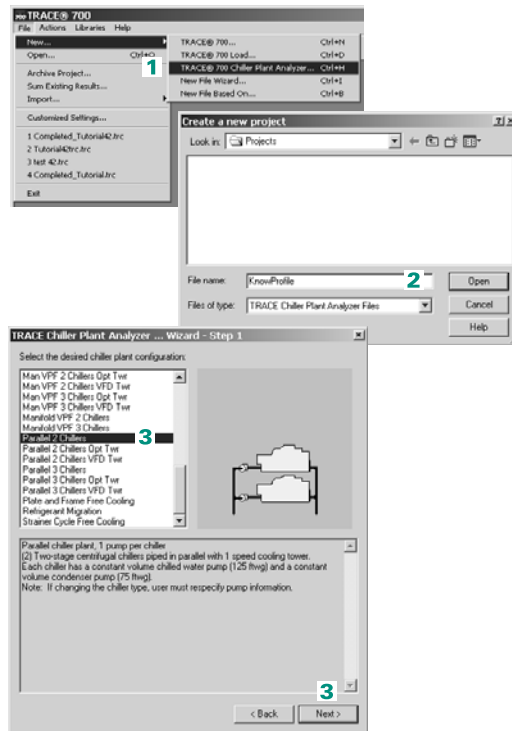 TRACE® 700
File Actions Libraries Help
New...
Open... Ctrl+O
Archive Project...
Sum Existing Results...
Import...
Customized Settings...
1 Completed_Tutorial42.trc
2 Tutorial42trc.trc
3 test 42.trc
4 Completed_Tutorial.trc
Exit
1
TRACE® 700... Ctrl+N
TRACE® 700 Load... Ctrl+D
TRACE® 700 Chiller Plant Analyzer... Ctrl+H
New File Wizard... Ctrl+I
New File Based On... Ctrl+B
Create a new project
Look in: Projects
File name: KnowProfile
2
Open
Files of type: TRACE Chiller Plant Analyzer Files
Cancel
Help
TRACE Chiller Plant Analyzer ... Wizard - Step 1
Select the desired chiller plant configuration:
Man VPF 2 Chillers Opt Twr
Man VPF 2 Chillers VFD Twr
Man VPF 3 Chillers Opt Twr
Man VPF 3 Chillers VFD Twr
Manifold VPF 2 Chillers
Manifold VPF 3 Chillers
Parallel 2 Chillers
3
Parallel 2 Chillers Opt Twr
Parallel 2 Chillers VFD Twr
Parallel 3 Chillers
Parallel 3 Chillers Opt Twr
Parallel 3 Chillers VFD Twr
Plate and Frame Free Cooling
Refrigerant Migration
Strainer Cycle Free Cooling
Parallel chiller plant, 1 pump per chiller
(2) Two-stage centrifugal chillers piped in parallel with 1 speed cooling tower.
Each chiller has a constant volume chilled water pump (125 ftwg) and a constant
volume condenser pump (75 ftwg).
Note: If changing the chiller type, user must respecify pump information.
3
< Back
Next >